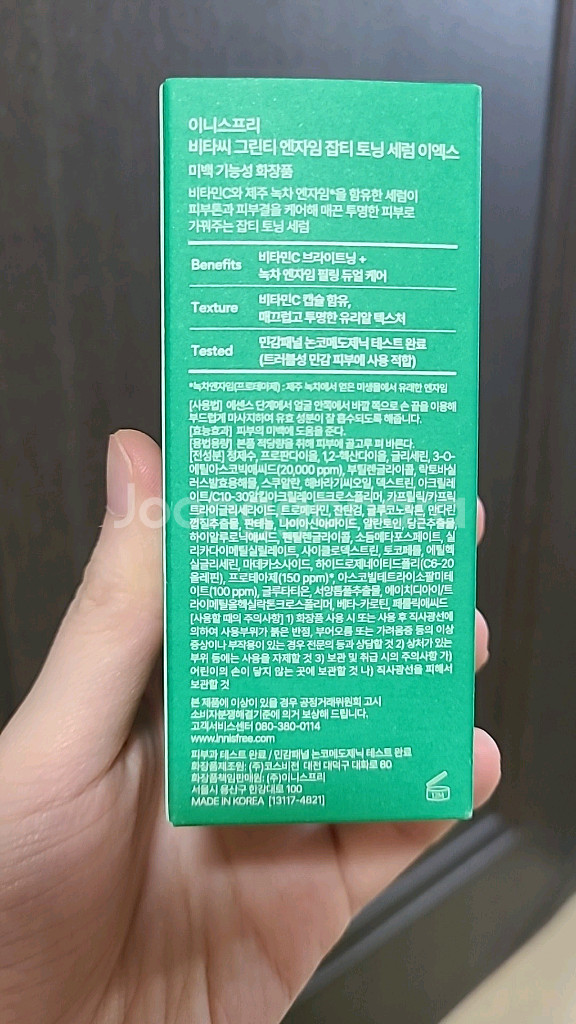 이니스프리
비타씨 그린티 엔자임 잡티 토닝 세럼 이엑스
미백 기능성 화장품
비타민C와 제주 녹차 엔자임*을 함유한 세럼이
피부톤과 피부결을 케어해 매끈 투명한 피부로
가꿔주는 잡티 토닝 세럼
Benefits 비타민C 브라이트닝 +
녹차 엔자임 필링 듀얼 케어
Texture 비타민C 캡슐 함유,
매끄럽고 투명한 유리알 텍스처
Tested 민감패널 논코메도제닉 테스트 완료
(트러블성 민감 피부에 사용 적합)
*녹차엔자임(프로테아제) : 제주 녹차에서 얻은 미생물에서 유래한 엔자임
[사용법] 에센스 단계에서 얼굴 안쪽에서 바깥 쪽으로 손 끝을 이용해
부드럽게 마사지하여 유효 성분이 잘 흡수되도록 해줍니다.
[효능효과] 피부의 미백에 도움을 준다.
[용법용량] 본품 적당량을 취해 피부에 골고루 펴 바른다.
[전성분] 정제수, 프로판다이올, 1,2-헥산다이올, 글리세린, 3-O-
에틸아스코빅애씨드(20,000 ppm), 부틸렌글라이콜, 락토바실
러스발효용해물, 스쿠알란, 해바라기씨오일, 덱스트린, 아크릴레
이트/C10-30알킬아크릴레이트크로스폴리머, 카프릴릭/카프릭
트라이글리세라이드, 트로메타민, 잔탄검, 글루코노락톤, 만다린
껍질추출물, 판테놀, 나이아신아마이드, 알란토인, 당근추출물,
하이알루로닉애씨드, 펜틸렌글라이콜, 소듐메타포스페이트, 실
리카다이메틸실릴레이트, 사이클로덱스트린, 토코페롤, 에틸헥
실글리세린, 마데카소사이드, 하이드로제네이티드폴리(C6-20
올레핀), 프로테아제(150 ppm)*, 아스코빌테트라이소팔미테
이트(100 ppm), 글루타티온, 서양톱풀추출물, 에이치디아이/트
라이메틸올헥실락톤크로스폴리머, 베타-카로틴, 페룰릭애씨드
[사용할 때의 주의사항] 1) 화장품 사용 시 또는 사용 후 직사광선에
의하여 사용부위가 붉은 반점, 부어오름 또는 가려움증 등의 이상
증상이나 부작용이 있는 경우 전문의 등과 상담할 것 2) 상처가 있는
부위 등에는 사용을 자제할 것 3) 보관 및 취급 시의 주의사항 가)
어린이의 손이 닿지 않는 곳에 보관할 것 나) 직사광선을 피해서
보관할 것
본 제품에 이상이 있을 경우 공정거래위원회 고시
소비자분쟁해결기준에 의거 보상해 드립니다.
고객서비스센터 080-380-0114
www.innisfree.com
피부과 테스트 완료 / 민감패널 논코메도제닉 테스트 완료
화장품제조원: (주)코스비전 대전 대덕구 대화로 80
화장품책임판매원: (주)이니스프리
서울시 용산구 한강대로 100
MADE IN KOREA [13117-4821]
12M